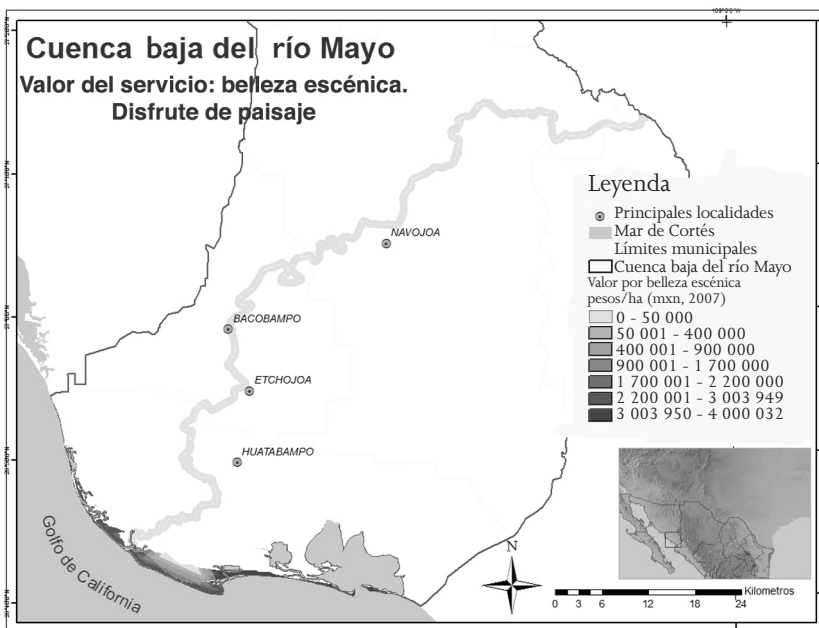 Cuenca baja del río Mayo
Valor del servicio: belleza escénica.
Disfrute de paisaje
NAVOJOA
BACOBAMPO
ETCHOJOA
HUATABAMPO
Golfo de California
Leyenda
Principales localidades
Mar de Cortés
Límites municipales
Cuenca baja del río Mayo
Valor por belleza escénica
pesos/ha (mxn, 2007)
0 - 50 000
50 001 - 400 000
400 001 - 900 000
900 001 - 1 700 000
1 700 001 - 2 200 000
2 200 001 - 3 003 949
3 003 950 - 4 000 032
N
0 3 6 12 18 24 Kilometros